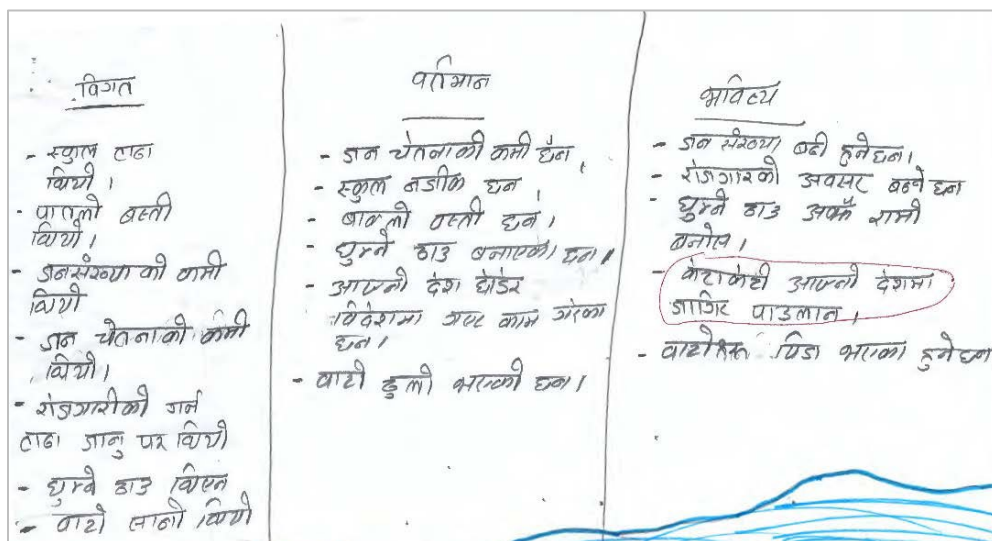 विगत
- स्कुल टाढा
थियो ।
- पातलो बस्ती
थियो ।
- जनसंख्या को कमी
थियो
- जन चेतनाको कमी
थियो ।
- रोजगारीको गर्न
टाढा जानु पर थियो
- घुम्ने ठाउ थिएन
- वाटो सानो थियो
वर्तमान
- जन चेतनाको कमी छैन
- स्कुल नजीक छन ।
- बाक्लो वस्ती छन ।
- घुम्ने ठाउ बनाएका छन ।
- आफ्नो देश छोडेर
विदेशमा गएर काम गरेका
छन ।
- वाटो ठुलो भएको छन ।
भविष्य
- जन संख्या बढी हुनेछन ।
- रोजगारको अवसर बढ्ने छन
- घुम्ने ठाउ अझै राम्रो
बनोस ।
- केटाकेटी आफ्नो देशमा
जागिर पाउलान ।
- वाटोहरू पिडा भएका हुनेछन